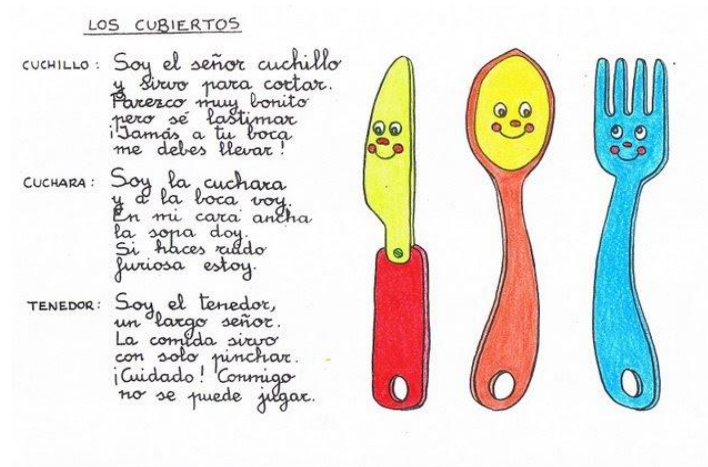 LOS CUBIERTOS
CUCHILLO: Soy el señor cuchillo
y sirvo para cortar.
Parezco muy bonito
pero sé lastimar
¡Jamás a tu boca
me debes llevar!
CUCHARA: Soy la cuchara
y a la boca voy.
En mi cara ancha
la sopa doy.
Si haces ruido
furiosa estoy.
TENEDOR: Soy el tenedor,
un largo señor.
La comida sirvo
con solo pinchar.
¡Cuidado! Conmigo
no se puede jugar.